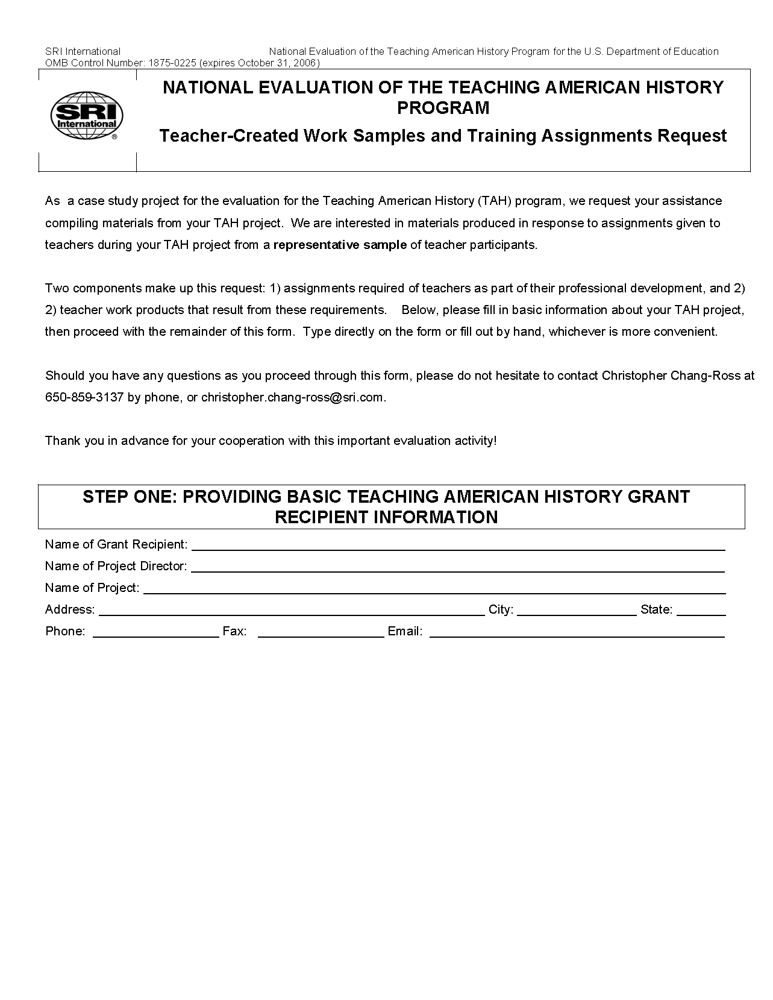 SRI International National Evaluation of the Teaching American History Program for the U.S. Department of Education
OMB Control Number: 1875-0225 (expires October 31, 2006)
SRI
International
®
NATIONAL EVALUATION OF THE TEACHING AMERICAN HISTORY
PROGRAM
Teacher-Created Work Samples and Training Assignments Request
As a case study project for the evaluation for the Teaching American History (TAH) program, we request your assistance
compiling materials from your TAH project. We are interested in materials produced in response to assignments given to
teachers during your TAH project from a representative sample of teacher participants.
Two components make up this request: 1) assignments required of teachers as part of their professional development, and 2)
2) teacher work products that result from these requirements. Below, please fill in basic information about your TAH project,
then proceed with the remainder of this form. Type directly on the form or fill out by hand, whichever is more convenient.
Should you have any questions as you proceed through this form, please do not hesitate to contact Christopher Chang-Ross at
650-859-3137 by phone, or christopher.chang-ross@sri.com.
Thank you in advance for your cooperation with this important evaluation activity!
STEP ONE: PROVIDING BASIC TEACHING AMERICAN HISTORY GRANT
RECIPIENT INFORMATION
Name of Grant Recipient:
Name of Project Director:
Name of Project:
Address: City: State:
Phone: Fax: Email: